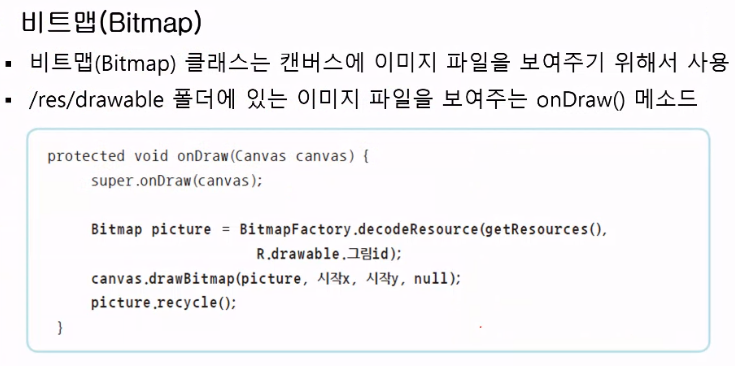 비트맵(Bitmap)
▪ 비트맵(Bitmap) 클래스는 캔버스에 이미지 파일을 보여주기 위해서 사용
▪ /res/drawable 폴더에 있는 이미지 파일을 보여주는 onDraw() 메소드
protected void onDraw(Canvas canvas) {
super.onDraw(canvas);
Bitmap picture = BitmapFactory.decodeResource(getResources(),
R.drawable.그림id);
canvas.drawBitmap(picture, 시작x, 시작y, null);
picture.recycle();
}